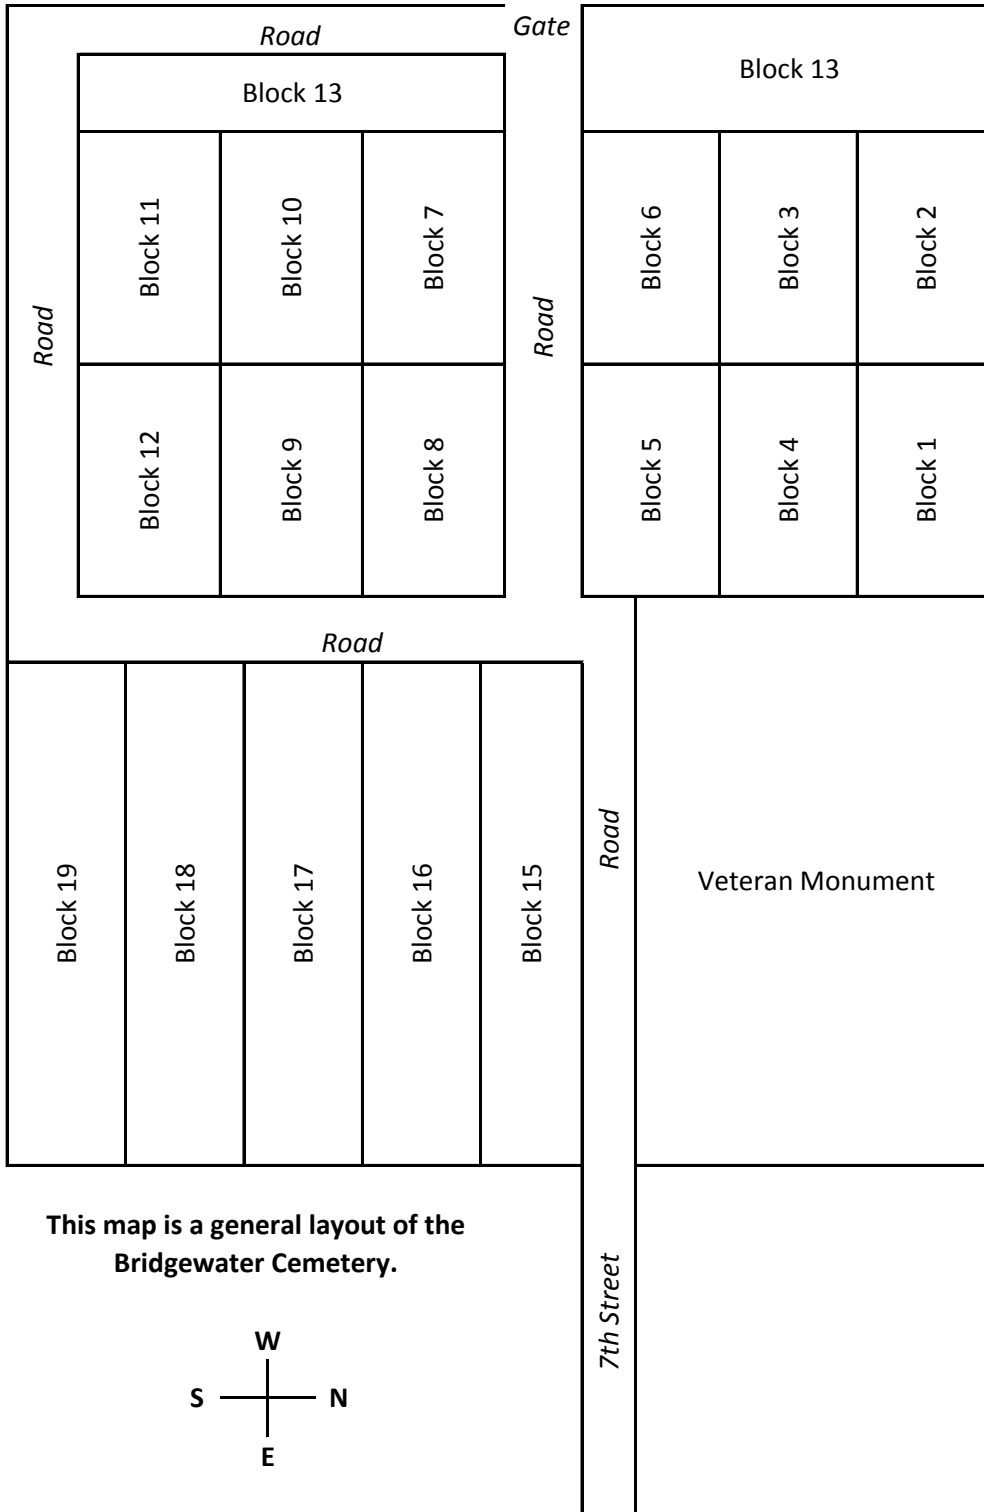 Gate
Road
Block 13
Block 13
Block 11
Block 10
Block 7
Block 6
Block 3
Block 2
Road
Road
Block 12
Block 9
Block 8
Block 5
Block 4
Block 1
Road
Block 19
Block 18
Block 17
Block 16
Block 15
Road
Veteran Monument
This map is a general layout of the
Bridgewater Cemetery.
7th Street
W
S
N
E